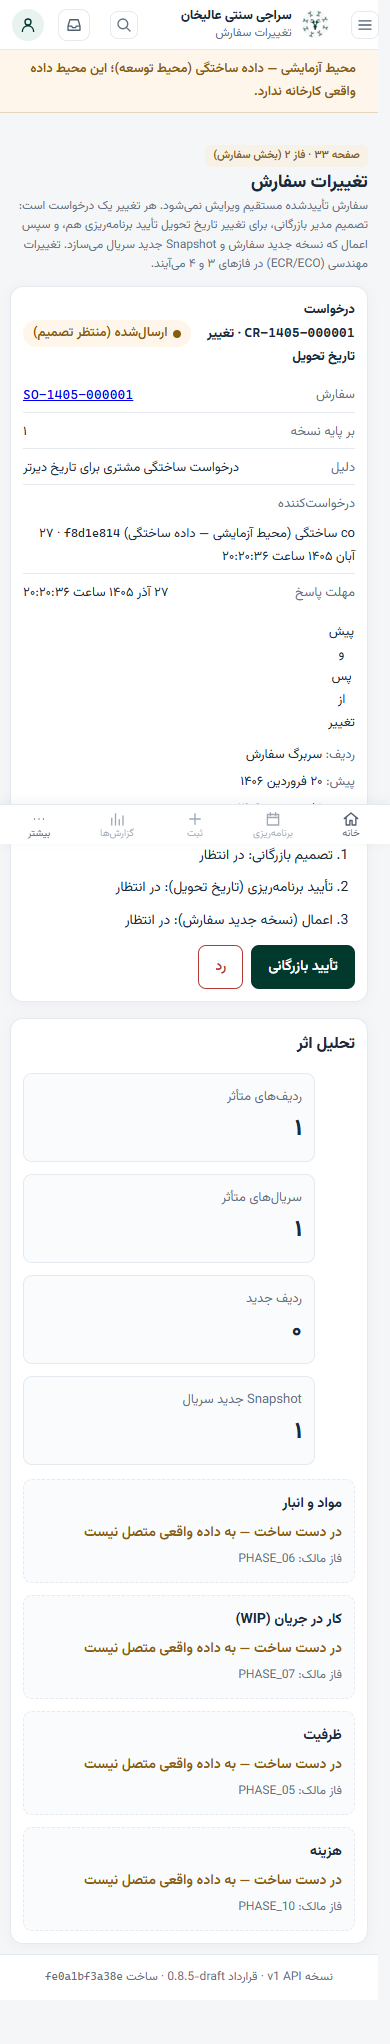 سراجی سنتی عالیخان
تغییرات سفارش
محیط آزمایشی — داده ساختگی (محیط توسعه)؛ این محیط داده
واقعی کارخانه ندارد.
صفحه ۳۳ · فاز ۲ (بخش سفارش)
تغییرات سفارش
سفارش تأییدشده مستقیم ویرایش نمی‌شود. هر تغییر یک درخواست است:
تصمیم مدیر بازرگانی، برای تغییر تاریخ تحویل تأیید برنامه‌ریزی هم، و سپس
اعمال که نسخه جدید سفارش و Snapshot جدید سریال می‌سازد. تغییرات
مهندسی (ECR/ECO) در فازهای ۳ و ۴ می‌آیند.
درخواست
CR-1405-000001 · تغییر
تاریخ تحویل
ارسال‌شده (منتظر تصمیم)
سفارش
SO-1405-000001
بر پایه نسخه
۱
دلیل
درخواست ساختگی مشتری برای تاریخ دیرتر
درخواست‌کننده
co ساختگی (محیط آزمایشی — داده ساختگی) f8d1e814 · ۲۷
آبان ۱۴۰۵ ساعت ۲۰:۲۰:۳۶
مهلت پاسخ
۲۷ آذر ۱۴۰۵ ساعت ۲۰:۲۰:۳۶
پیش
و
پس
از
تغییر
ردیف: سربرگ سفارش
پیش: ۲۰ فروردین ۱۴۰۶
خانه
برنامه‌ریزی
ثبت
گزارش‌ها
بیشتر
1. تصمیم بازرگانی: در انتظار
2. تأیید برنامه‌ریزی (تاریخ تحویل): در انتظار
3. اعمال (نسخه جدید سفارش): در انتظار
تأیید بازرگانی
رد
تحلیل اثر
ردیف‌های متأثر
۱
سریال‌های متأثر
۱
ردیف جدید
۰
Snapshot جدید سریال
۱
مواد و انبار
در دست ساخت — به داده واقعی متصل نیست
فاز مالک: PHASE_06
کار در جریان (WIP)
در دست ساخت — به داده واقعی متصل نیست
فاز مالک: PHASE_07
ظرفیت
در دست ساخت — به داده واقعی متصل نیست
فاز مالک: PHASE_05
هزینه
در دست ساخت — به داده واقعی متصل نیست
فاز مالک: PHASE_10
نسخه API v1 · قرارداد 0.8.5-draft · ساخت fe0a1bf3a38e